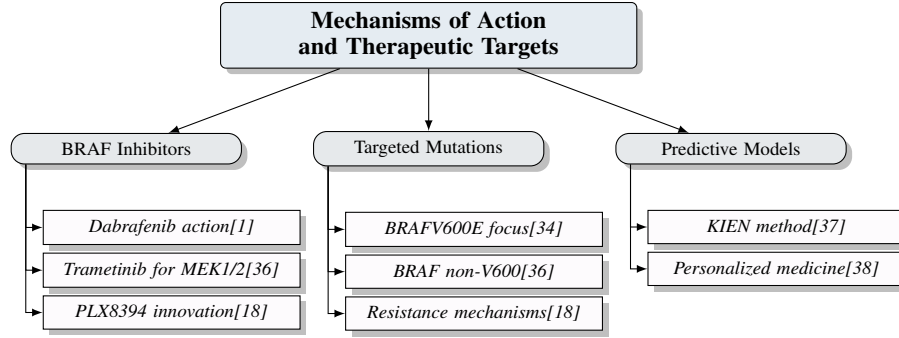 Mechanisms of Action
and Therapeutic Targets
BRAF Inhibitors
Dabrafenib action[1]
Trametinib for MEK1/2[36]
PLX8394 innovation[18]
Targeted Mutations
BRAFV600E focus[34]
BRAF non-V600[36]
Resistance mechanisms[18]
Predictive Models
KIEN method[37]
Personalized medicine[38]